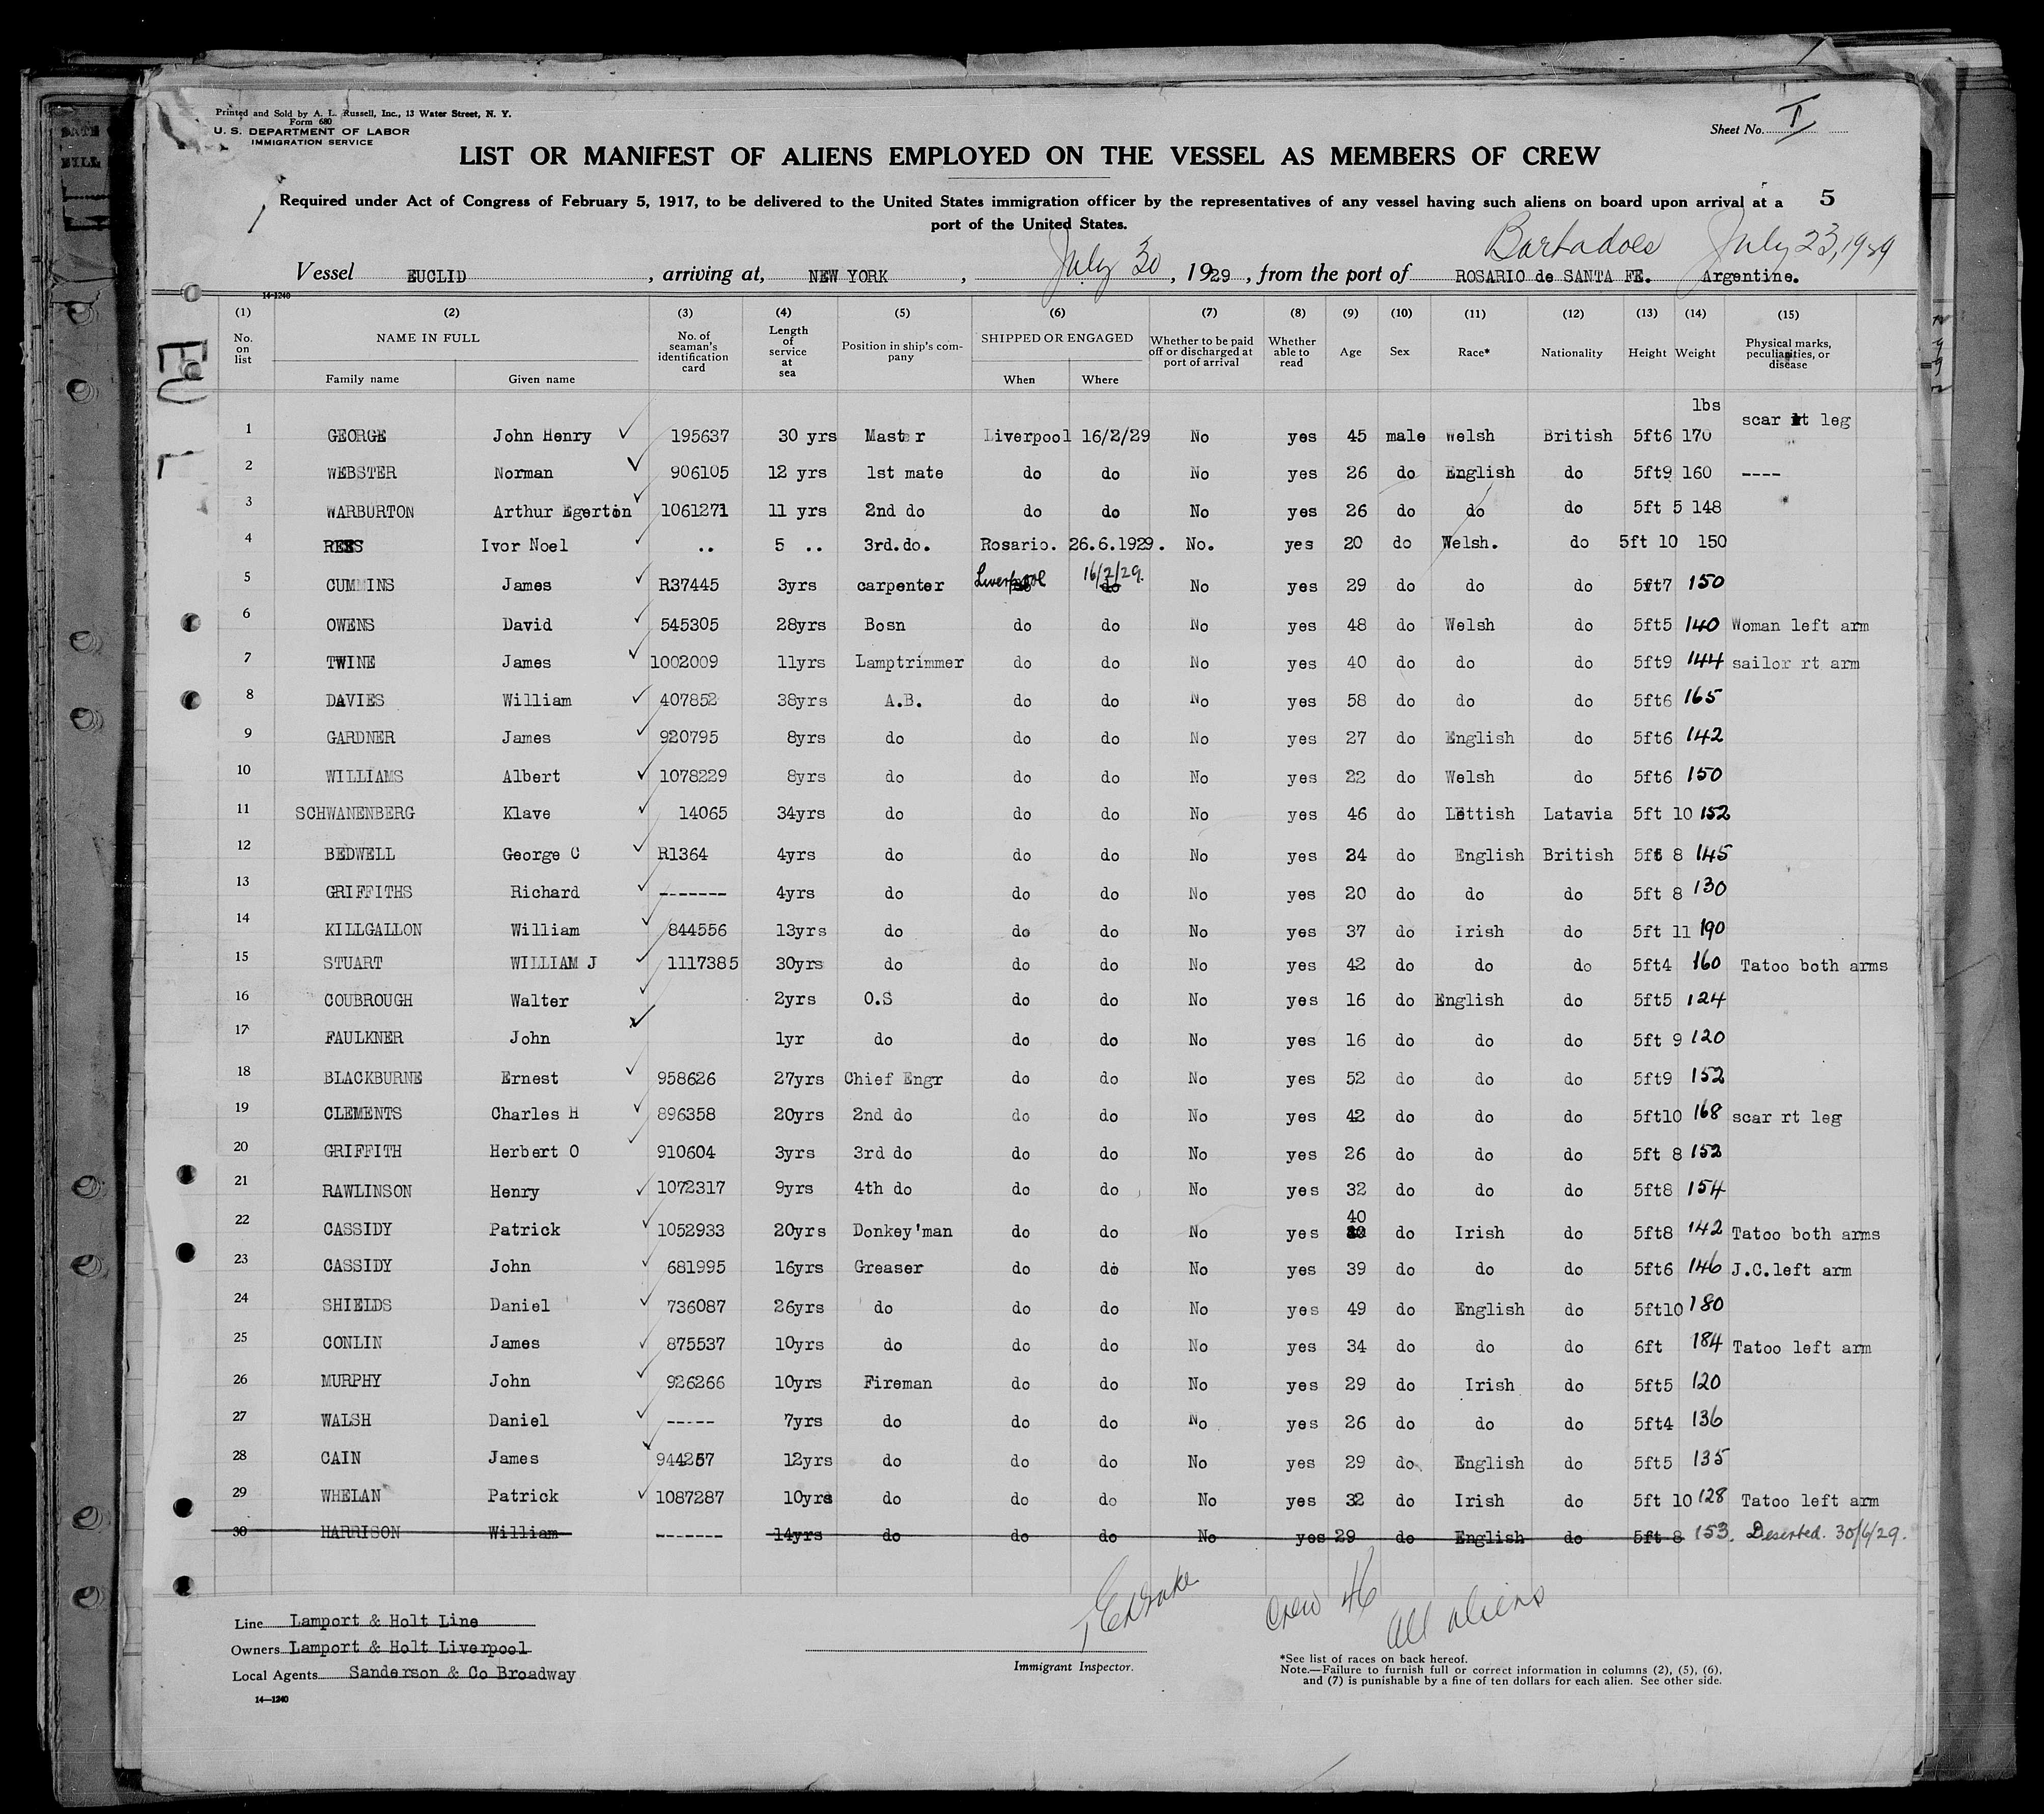 Printed and Sold by A. L. Russell, Inc., 13 Water Street, N. Y.
Form 680
U. S. DEPARTMENT OF LABOR
IMMIGRATION SERVICE
Sheet No. I
LIST OR MANIFEST OF ALIENS EMPLOYED ON THE VESSEL AS MEMBERS OF CREW
Required under Act of Congress of February 5, 1917, to be delivered to the United States immigration officer by the representatives of any vessel having such aliens on board upon arrival at a 5
port of the United States.
Barbadoes July 23, 1929
Vessel EUCLID, arriving at, NEW YORK, July 30, 1929, from the port of ROSARIO de SANTA FE. Argentine.
14-1240
(1) (2) (3) (4) (5) (6) (7) (8) (9) (10) (11) (12) (13) (14) (15)
No. on list NAME IN FULL Family name Given name No. of seaman's identification card Length of service at sea Position in ship's company SHIPPED OR ENGAGED When Where Whether to be paid off or discharged at port of arrival Whether able to read Age Sex Race* Nationality Height Weight Physical marks, peculiarities, or disease
lbs
1 GEORGE John Henry 195637 30 yrs Master Liverpool 16/2/29 No yes 45 male Welsh British 5ft6 170 scar rt leg
2 WEBSTER Norman 906105 12 yrs 1st mate do do No yes 26 do English do 5ft9 160 ----
3 WARBURTON Arthur Egerton 1061271 11 yrs 2nd do do do No yes 26 do do do 5ft 5 148
4 REES Ivor Noel .. 5 .. 3rd.do. Rosario. 26.6.1929. No. yes 20 do Welsh. do 5ft 10 150
5 CUMMINS James R37445 3yrs carpenter Liverpool 16/2/29. No yes 29 do do do 5ft7 150
6 OWENS David 545305 28yrs Bosn do do No yes 48 do Welsh do 5ft5 140 Woman left arm
7 TWINE James 1002009 11yrs Lamptrimmer do do No yes 40 do do do 5ft9 144 sailor rt arm
8 DAVIES William 407852 38yrs A.B. do do No yes 58 do do do 5ft6 165
9 GARDNER James 920795 8yrs do do do No yes 27 do English do 5ft6 142
10 WILLIAMS Albert 1078229 8yrs do do do No yes 22 do Welsh do 5ft6 150
11 SCHWANENBERG Klave 14065 34yrs do do do No yes 46 do Lettish Latavia 5ft 10 152
12 BEDWELL George C R1364 4yrs do do do No yes 24 do English British 5ft 8 145
13 GRIFFITHS Richard ------- 4yrs do do do No yes 20 do do do 5ft 8 130
14 KILLGALLON William 844556 13yrs do do do No yes 37 do Irish do 5ft 11 190
15 STUART WILLIAM J 1117385 30yrs do do do No yes 42 do do do 5ft4 160 Tatoo both arms
16 COUBROUGH Walter 2yrs O.S do do No yes 16 do English do 5ft5 124
17 FAULKNER John 1yr do do do No yes 16 do do do 5ft 9 120
18 BLACKBURNE Ernest 958626 27yrs Chief Engr do do No yes 52 do do do 5ft9 152
19 CLEMENTS Charles H 896358 20yrs 2nd do do do No yes 42 do do do 5ft10 168 scar rt leg
20 GRIFFITH Herbert O 910604 3yrs 3rd do do do No yes 26 do do do 5ft 8 152
21 RAWLINSON Henry 1072317 9yrs 4th do do do No yes 32 do do do 5ft8 154
22 CASSIDY Patrick 1052933 20yrs Donkey'man do do No yes 40 do Irish do 5ft8 142 Tatoo both arms
23 CASSIDY John 681995 16yrs Greaser do do No yes 39 do do do 5ft6 146 J.C.left arm
24 SHIELDS Daniel 736087 26yrs do do do No yes 49 do English do 5ft10 180
25 CONLIN James 875537 10yrs do do do No yes 34 do do do 6ft 184 Tatoo left arm
26 MURPHY John 926266 10yrs Fireman do do No yes 29 do Irish do 5ft5 120
27 WALSH Daniel ----- 7yrs do do do No yes 26 do do do 5ft4 136
28 CAIN James 944257 12yrs do do do No yes 29 do English do 5ft5 135
29 WHELAN Patrick 1087287 10yrs do do do No yes 32 do Irish do 5ft 10 128 Tatoo left arm
30 HARRISON William ------- 14yrs do do do No yes 29 do English do 5ft 8 153. Deserted. 30/6/29.
Crew 46 All aliens
Line Lamport & Holt Line
Owners Lamport & Holt Liverpool
Local Agents Sanderson & Co Broadway
14—1240
Immigrant Inspector.
*See list of races on back hereof.
Note.—Failure to furnish full or correct information in columns (2), (5), (6),
and (7) is punishable by a fine of ten dollars for each alien. See other side.